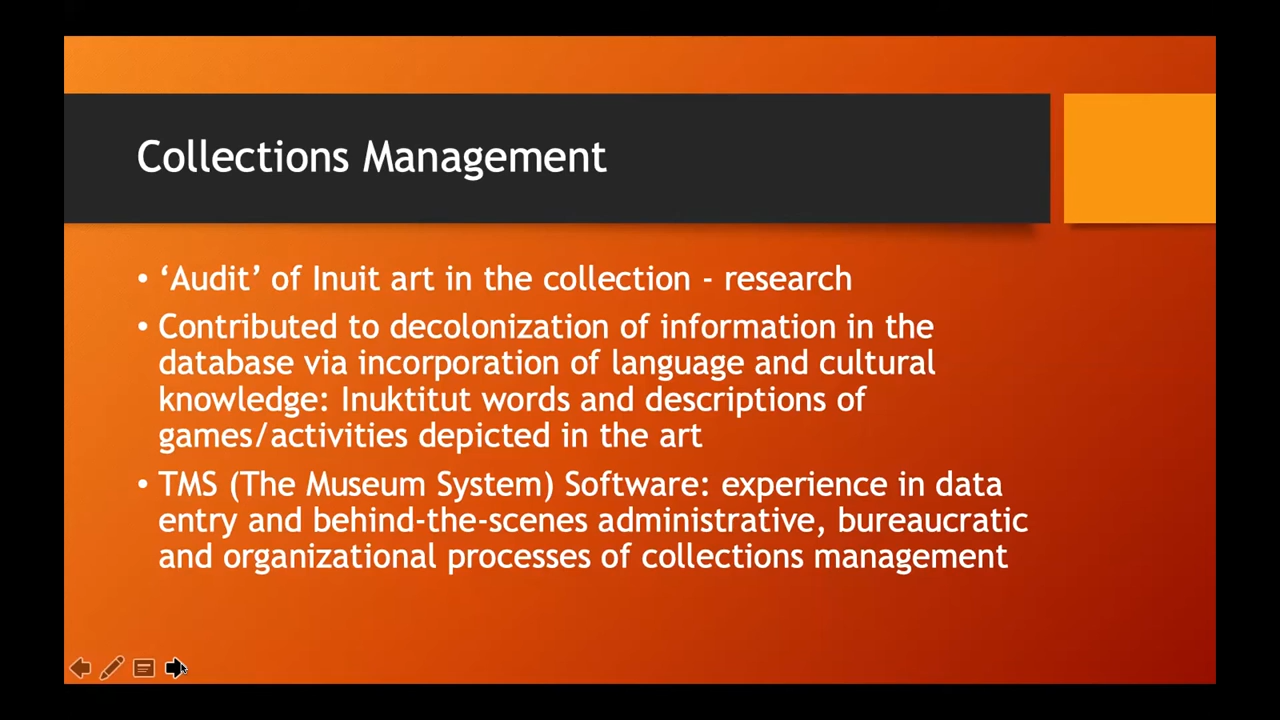 Collections Management
• ‘Audit’ of Inuit art in the collection - research
• Contributed to decolonization of information in the
database via incorporation of language and cultural
knowledge: Inuktitut words and descriptions of
games/activities depicted in the art
• TMS (The Museum System) Software: experience in data
entry and behind-the-scenes administrative, bureaucratic
and organizational processes of collections management